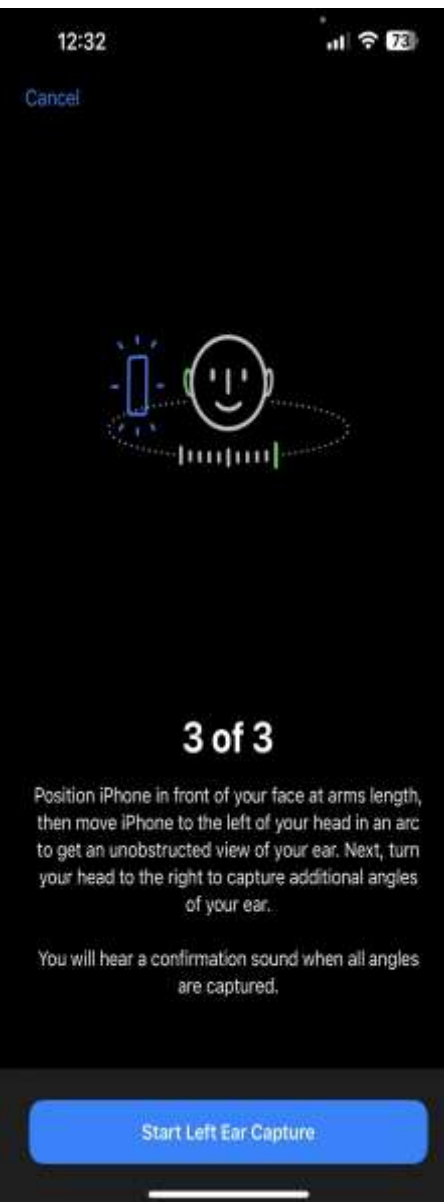 12:32
73
Cancel
3 of 3
Position iPhone in front of your face at arms length,
then move iPhone to the left of your head in an arc
to get an unobstructed view of your ear. Next, turn
your head to the right to capture additional angles
of your ear.
You will hear a confirmation sound when all angles
are captured.
Start Left Ear Capture